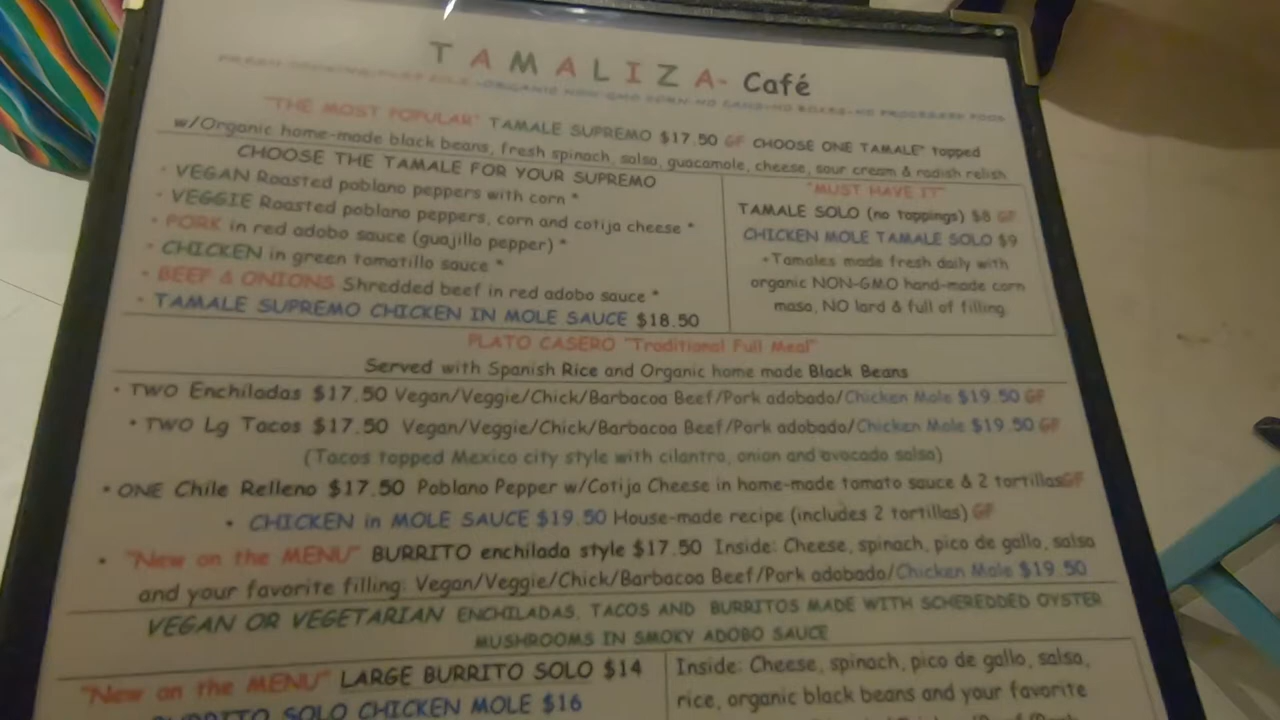 TAMALIZA- Café
ORGANIC NON-GMO CORN-NO
"THE MOST POPULAR" TAMALE SUPREMO $17.50 GF CHOOSE ONE TAMALE" topped
w/Organic home-made black beans, fresh spinach, salsa, guacamole, cheese, sour cream & radish relish
CHOOSE THE TAMALE FOR YOUR SUPREMO
· VEGAN Roasted poblano peppers with corn *
· VEGGIE Roasted poblano peppers, corn and cotija cheese *
· PORK in red adobo sauce (guajillo pepper) *
· CHICKEN in green tomatillo sauce *
· BEEF & ONIONS Shredded beef in red adobo sauce *
· TAMALE SUPREMO CHICKEN IN MOLE SAUCE $18.50
"MUST HAVE IT"
TAMALE SOLO (no toppings) $8 GF
CHICKEN MOLE TAMALE SOLO $9
*Tamales made fresh daily with
organic NON-GMO hand-made corn
masa, NO lard & full of filling
PLATO CASERO "Traditional Full Meal"
Served with Spanish Rice and Organic home made Black Beans
· TWO Enchiladas $17.50 Vegan/Veggie/Chick/Barbacoa Beef/Pork adobado/Chicken Mole $19.50 GF
· TWO Lg Tacos $17.50 Vegan/Veggie/Chick/Barbacoa Beef/Pork adobado/Chicken Mole $19.50 GF
(Tacos topped Mexico city style with cilantro, onion and avocado salsa)
· ONE Chile Relleno $17.50 Poblano Pepper w/Cotija Cheese in home-made tomato sauce & 2 tortillasGF
· CHICKEN in MOLE SAUCE $19.50 House-made recipe (includes 2 tortillas) GF
· "New on the MENU" BURRITO enchilada style $17.50 Inside: Cheese, spinach, pico de gallo, salsa
and your favorite filling: Vegan/Veggie/Chick/Barbacoa Beef/Pork adobado/Chicken Mole $19.50
VEGAN OR VEGETARIAN ENCHILADAS, TACOS AND BURRITOS MADE WITH SCHEREDDED OYSTER
MUSHROOMS IN SMOKY ADOBO SAUCE
"New on the MENU" LARGE BURRITO SOLO $14
BURRITO SOLO CHICKEN MOLE $16
Inside: Cheese, spinach, pico de gallo, salsa,
rice, organic black beans and your favorite